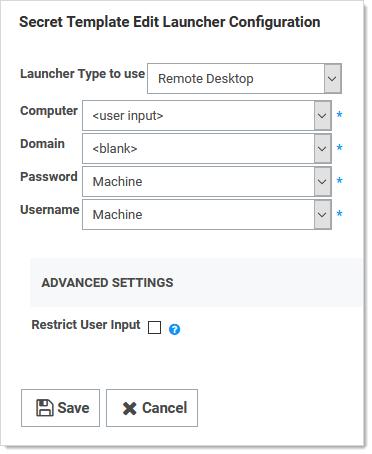 Secret Template Edit Launcher Configuration
Launcher Type to use Remote Desktop
Computer <user input> *
Domain <blank> *
Password Machine *
Username Machine *
ADVANCED SETTINGS
Restrict User Input ?
Save Cancel